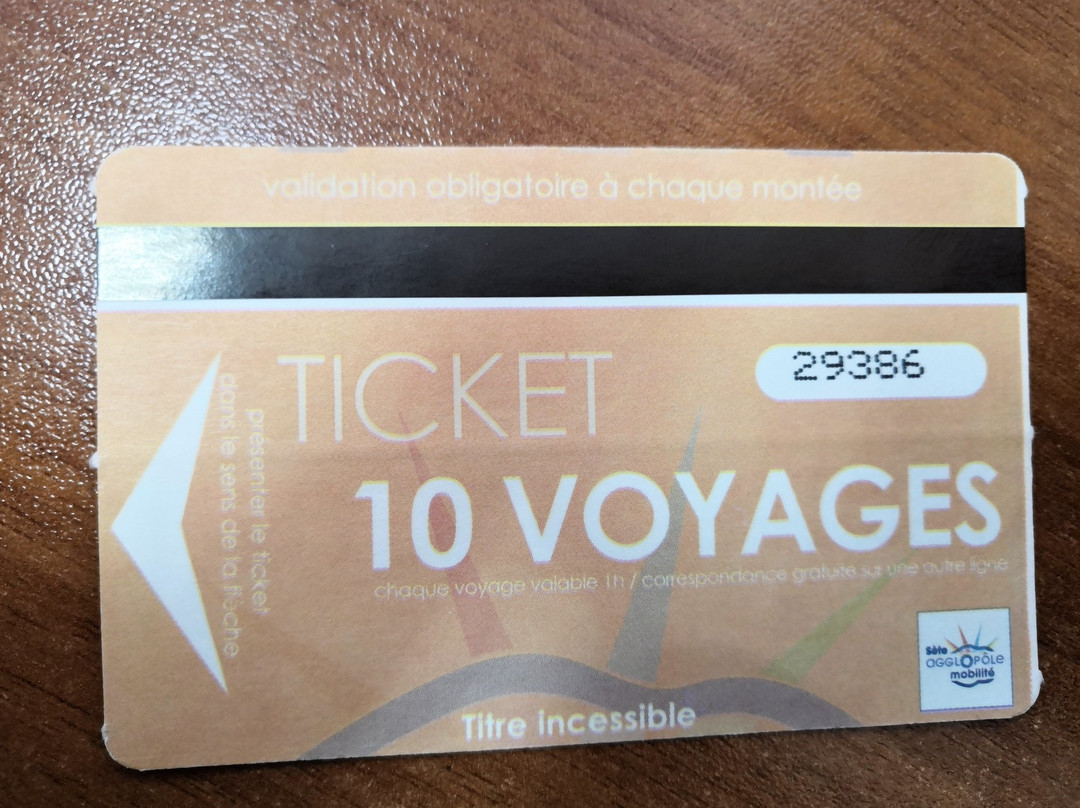 validation obligatoire à chaque montée
TICKET
29386
présenter le ticket
dans le sens de la flèche
10 VOYAGES
chaque voyage valable 1h / correspondance gratuite sur une autre ligne
Sète
AGGLOPÔLE
mobilité
Titre incessible